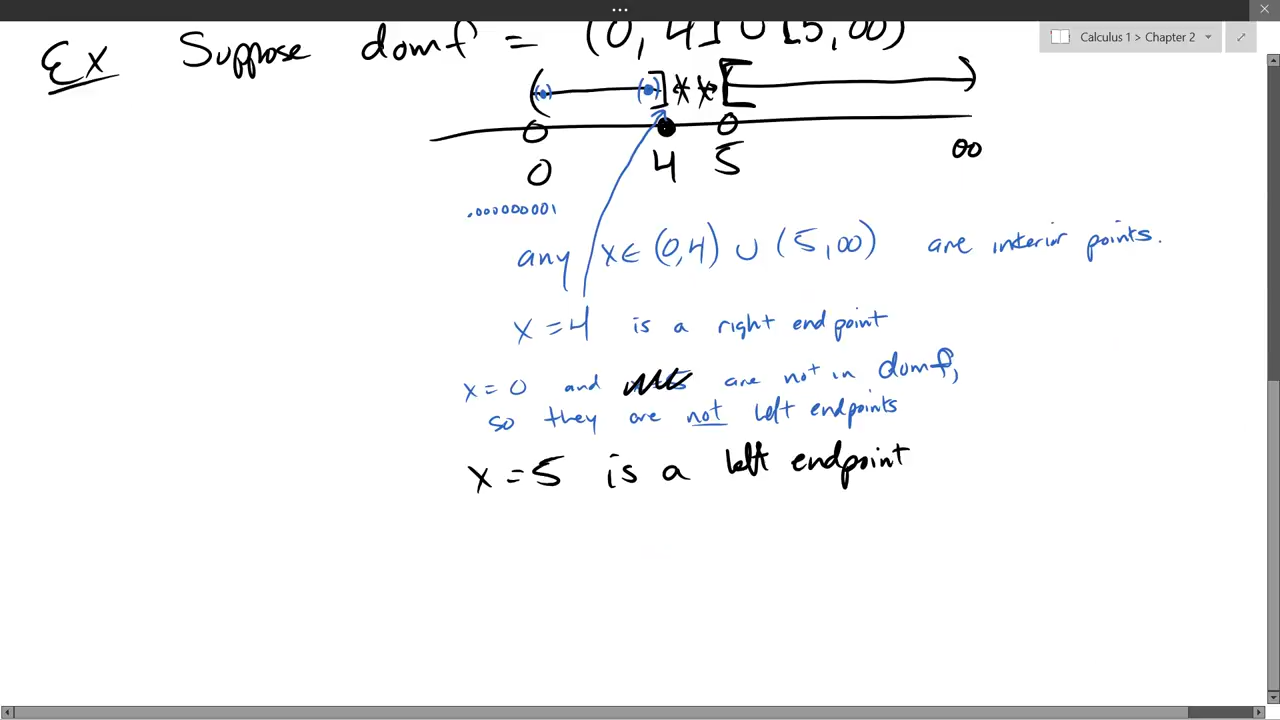 Calculus 1 > Chapter 2
Ex Suppose domf = (0, 4] ∪ [5, ∞)
( ] * * [
0 4 5 ∞
.000000001
any x ∈ (0,4) ∪ (5,∞) are interior points.
x = 4 is a right endpoint
x = 0 and are not in domf,
so they are not left endpoints
x = 5 is a left endpoint